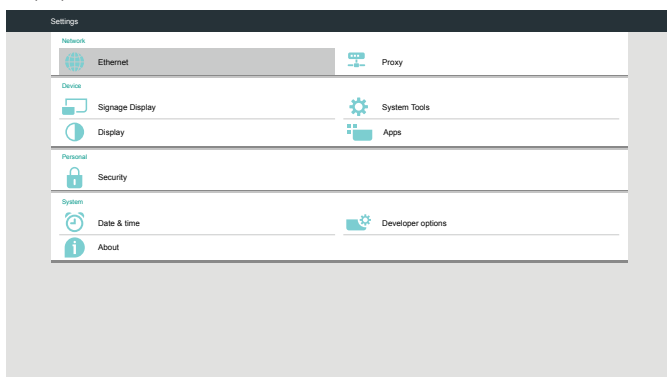 Settings
Network
Ethernet
Proxy
Device
Signage Display
System Tools
Display
Apps
Personal
Security
System
Date & time
Developer options
About